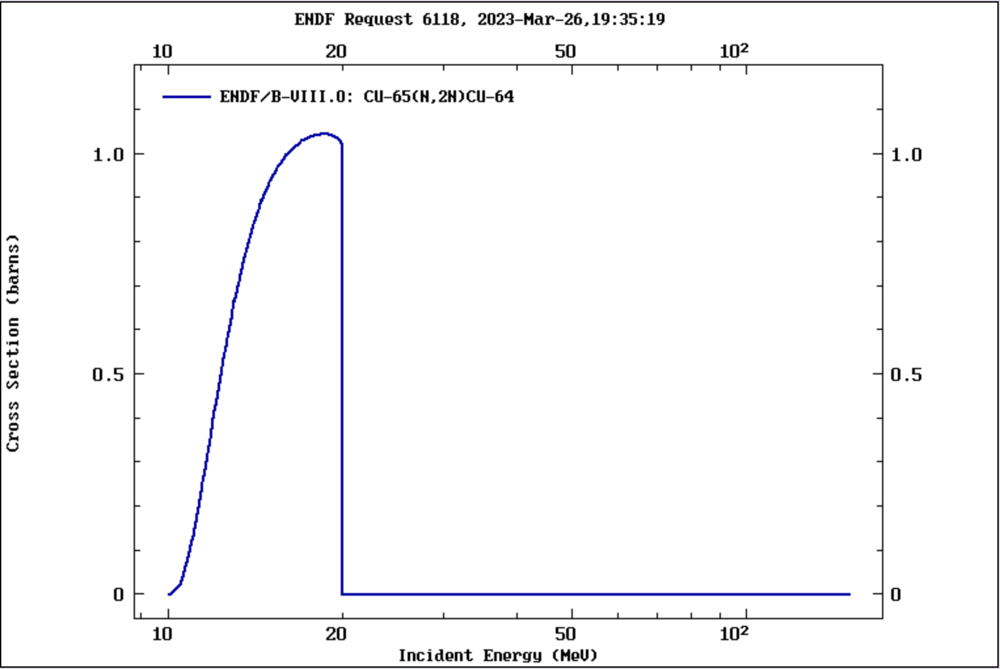 ENDF Request 6118, 2023-Mar-26,19:35:19
10 20 50 10²
ENDF/B-VIII.0: CU-65(N,2N)CU-64
1.0 1.0
Cross Section (barns)
0.5 0.5
0 0
10 20 50 10²
Incident Energy (MeV)